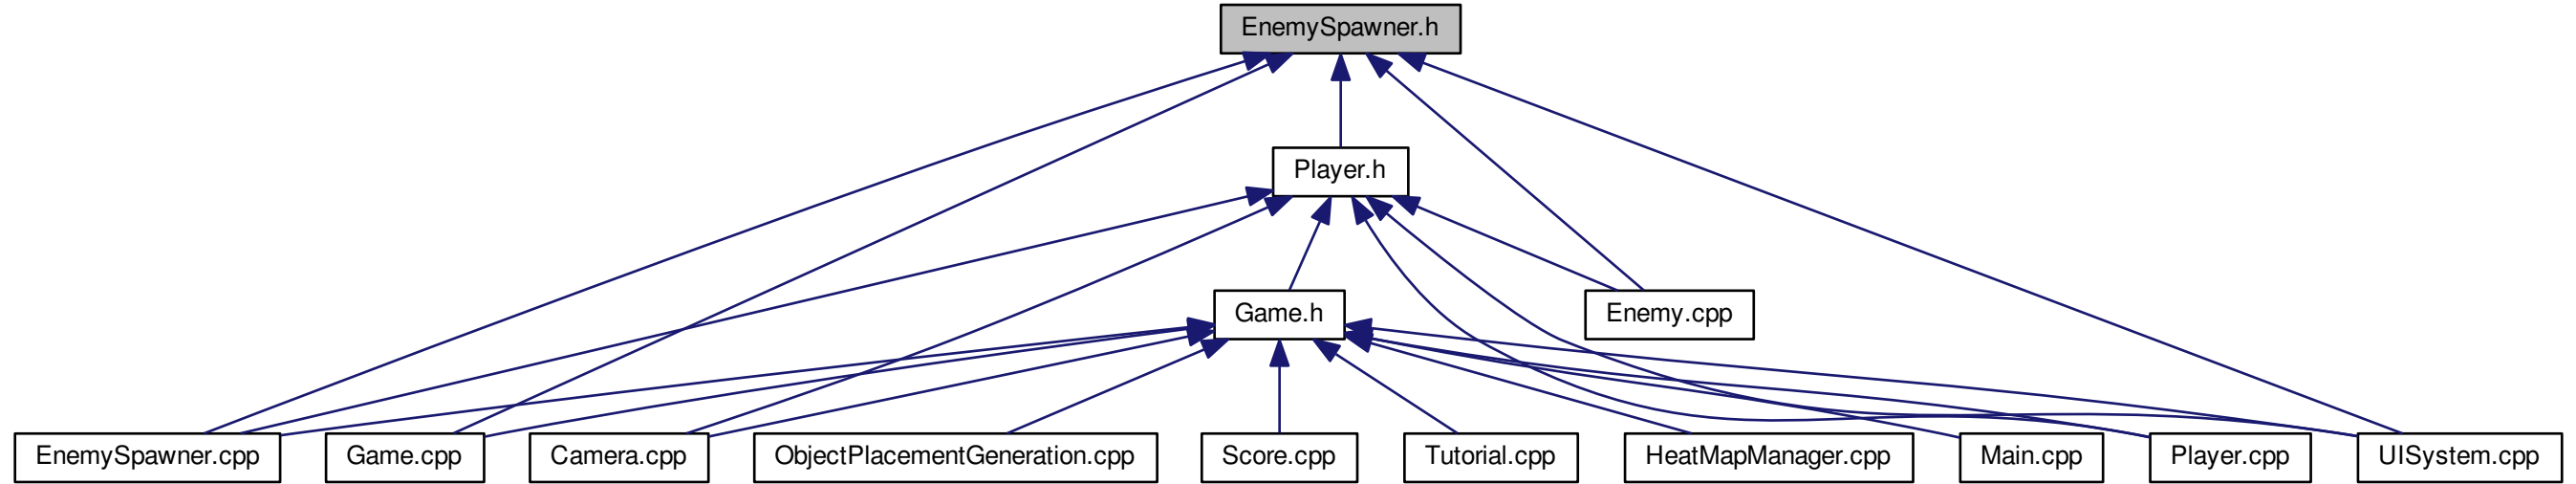 EnemySpawner.h
Player.h
Game.h
Enemy.cpp
EnemySpawner.cpp
Game.cpp
Camera.cpp
ObjectPlacementGeneration.cpp
Score.cpp
Tutorial.cpp
HeatMapManager.cpp
Main.cpp
Player.cpp
UISystem.cpp